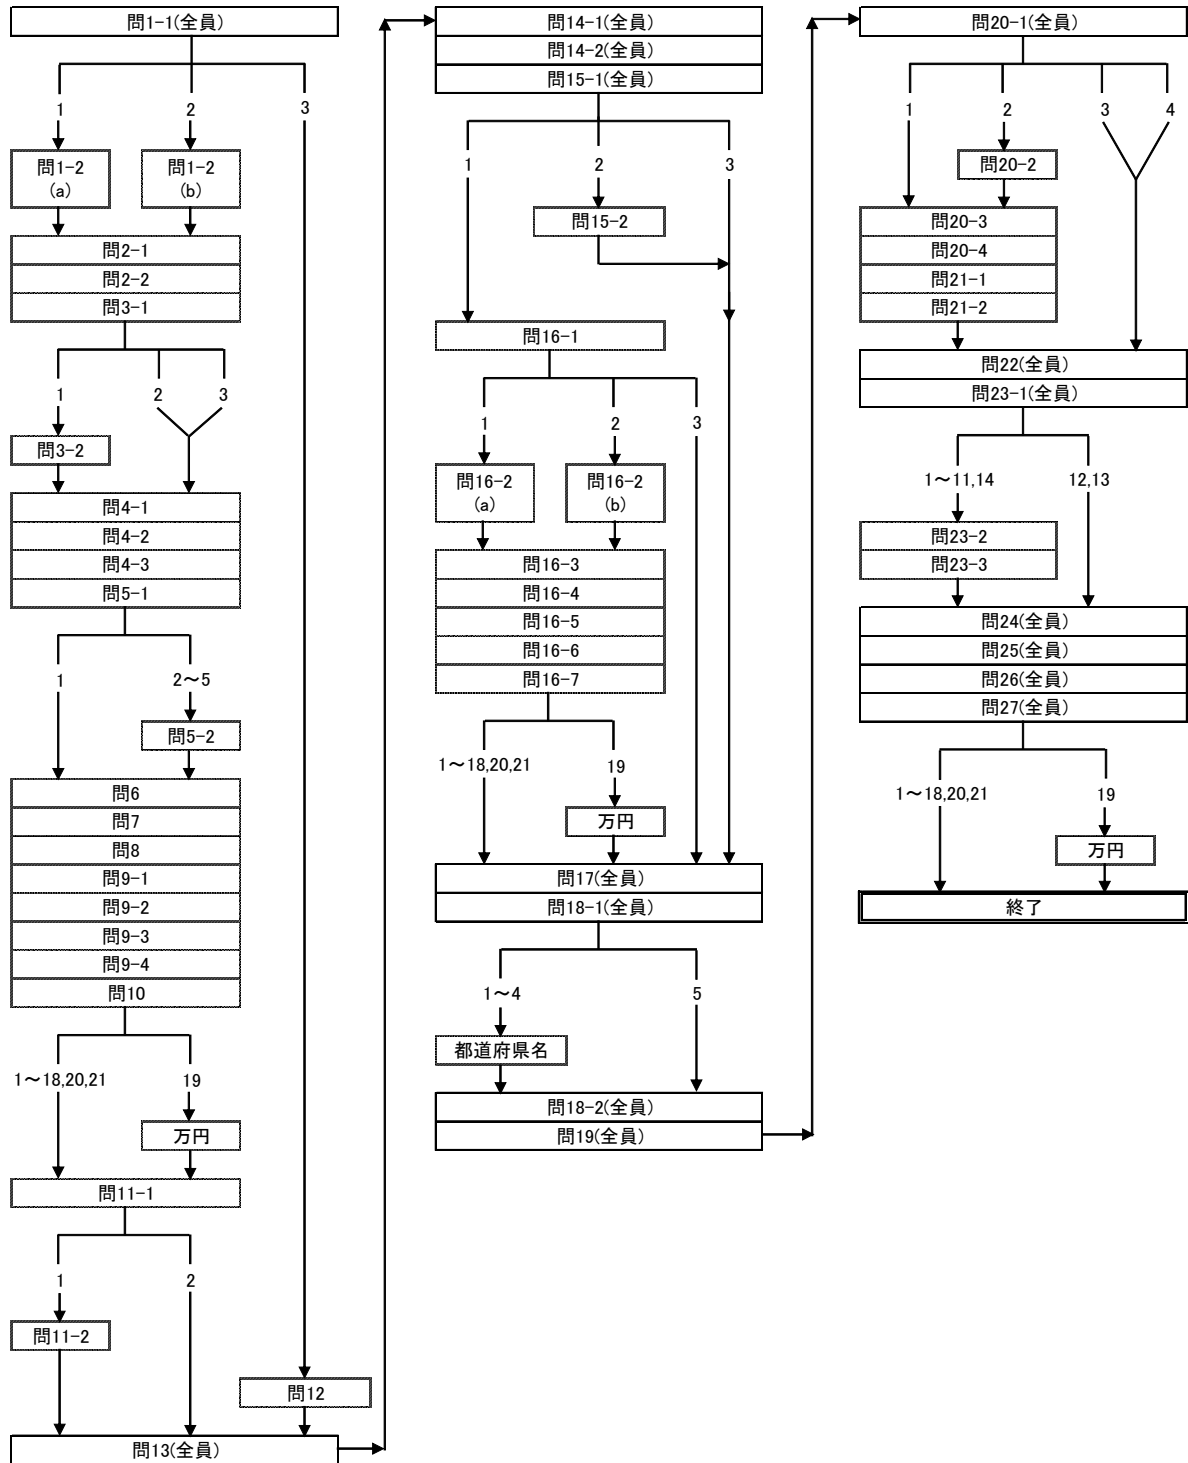 問1-1(全員)
1
2
3
問1-2
(a)
問1-2
(b)
問2-1
問2-2
問3-1
1
2
3
問3-2
問4-1
問4-2
問4-3
問5-1
1
2～5
問5-2
問6
問7
問8
問9-1
問9-2
問9-3
問9-4
問10
1～18,20,21
19
万円
問11-1
1
2
問11-2
問12
問13(全員)
問14-1(全員)
問14-2(全員)
問15-1(全員)
1
2
3
問15-2
問16-1
1
2
3
問16-2
(a)
問16-2
(b)
問16-3
問16-4
問16-5
問16-6
問16-7
1～18,20,21
19
万円
問17(全員)
問18-1(全員)
1～4
5
都道府県名
問18-2(全員)
問19(全員)
問20-1(全員)
1
2
3
4
問20-2
問20-3
問20-4
問21-1
問21-2
問22(全員)
問23-1(全員)
1～11,14
12,13
問23-2
問23-3
問24(全員)
問25(全員)
問26(全員)
問27(全員)
1～18,20,21
19
万円
終了